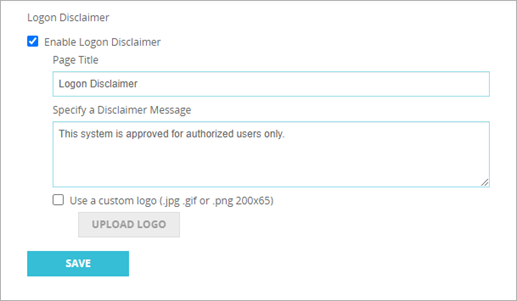 Logon Disclaimer
Enable Logon Disclaimer
Page Title
Logon Disclaimer
Specify a Disclaimer Message
This system is approved for authorized users only.
Use a custom logo (.jpg .gif or .png 200x65)
UPLOAD LOGO
SAVE